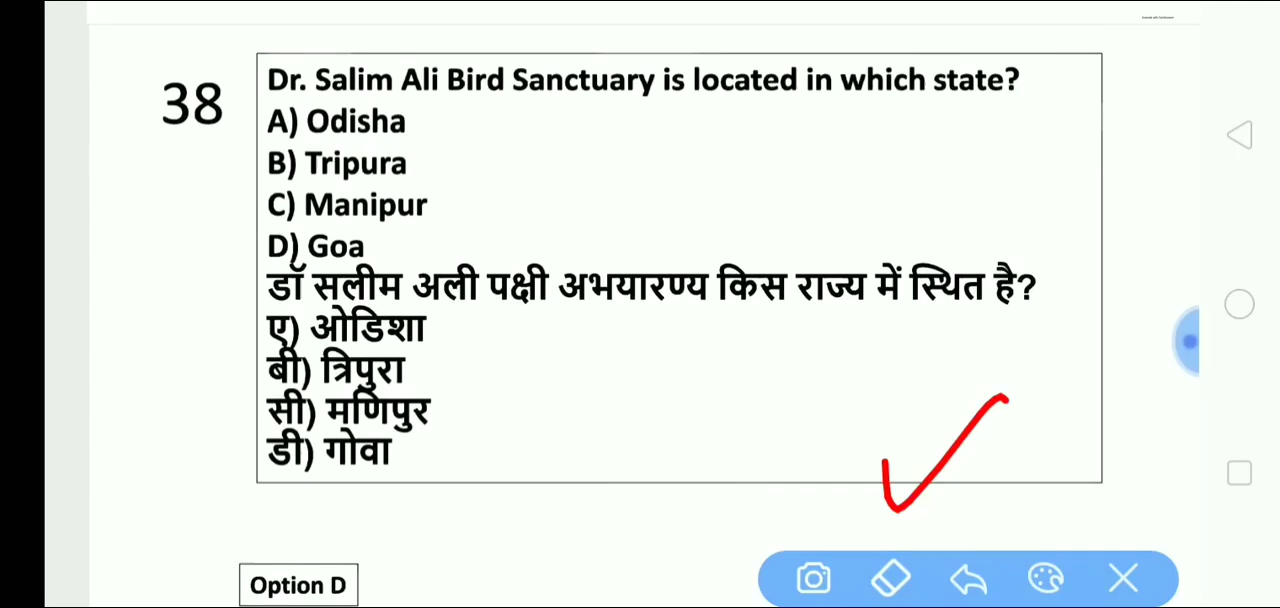 38
Dr. Salim Ali Bird Sanctuary is located in which state?
A) Odisha
B) Tripura
C) Manipur
D) Goa
डॉ सलीम अली पक्षी अभयारण्य किस राज्य में स्थित है?
ए) ओडिशा
बी) त्रिपुरा
सी) मणिपुर
डी) गोवा
Option D